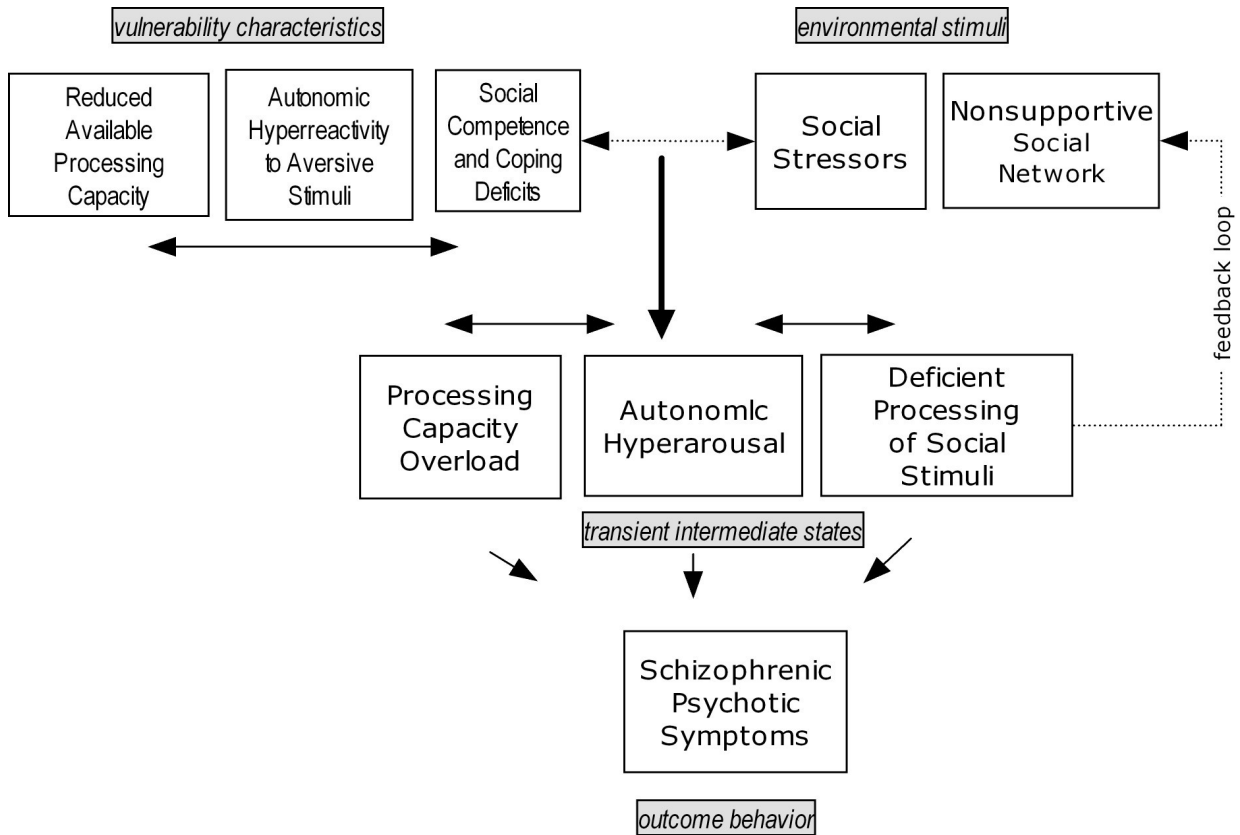 vulnerability characteristics
environmental stimuli
Reduced
Available
Processing
Capacity
Autonomic
Hyperreactivity
to Aversive
Stimuli
Social
Competence
and Coping
Deficits
Social
Stressors
Nonsupportive
Social
Network
feedback loop
Processing
Capacity
Overload
Autonomlc
Hyperarousal
Deficient
Processing
of Social
Stimuli
transient intermediate states
Schizophrenic
Psychotic
Symptoms
outcome behavior